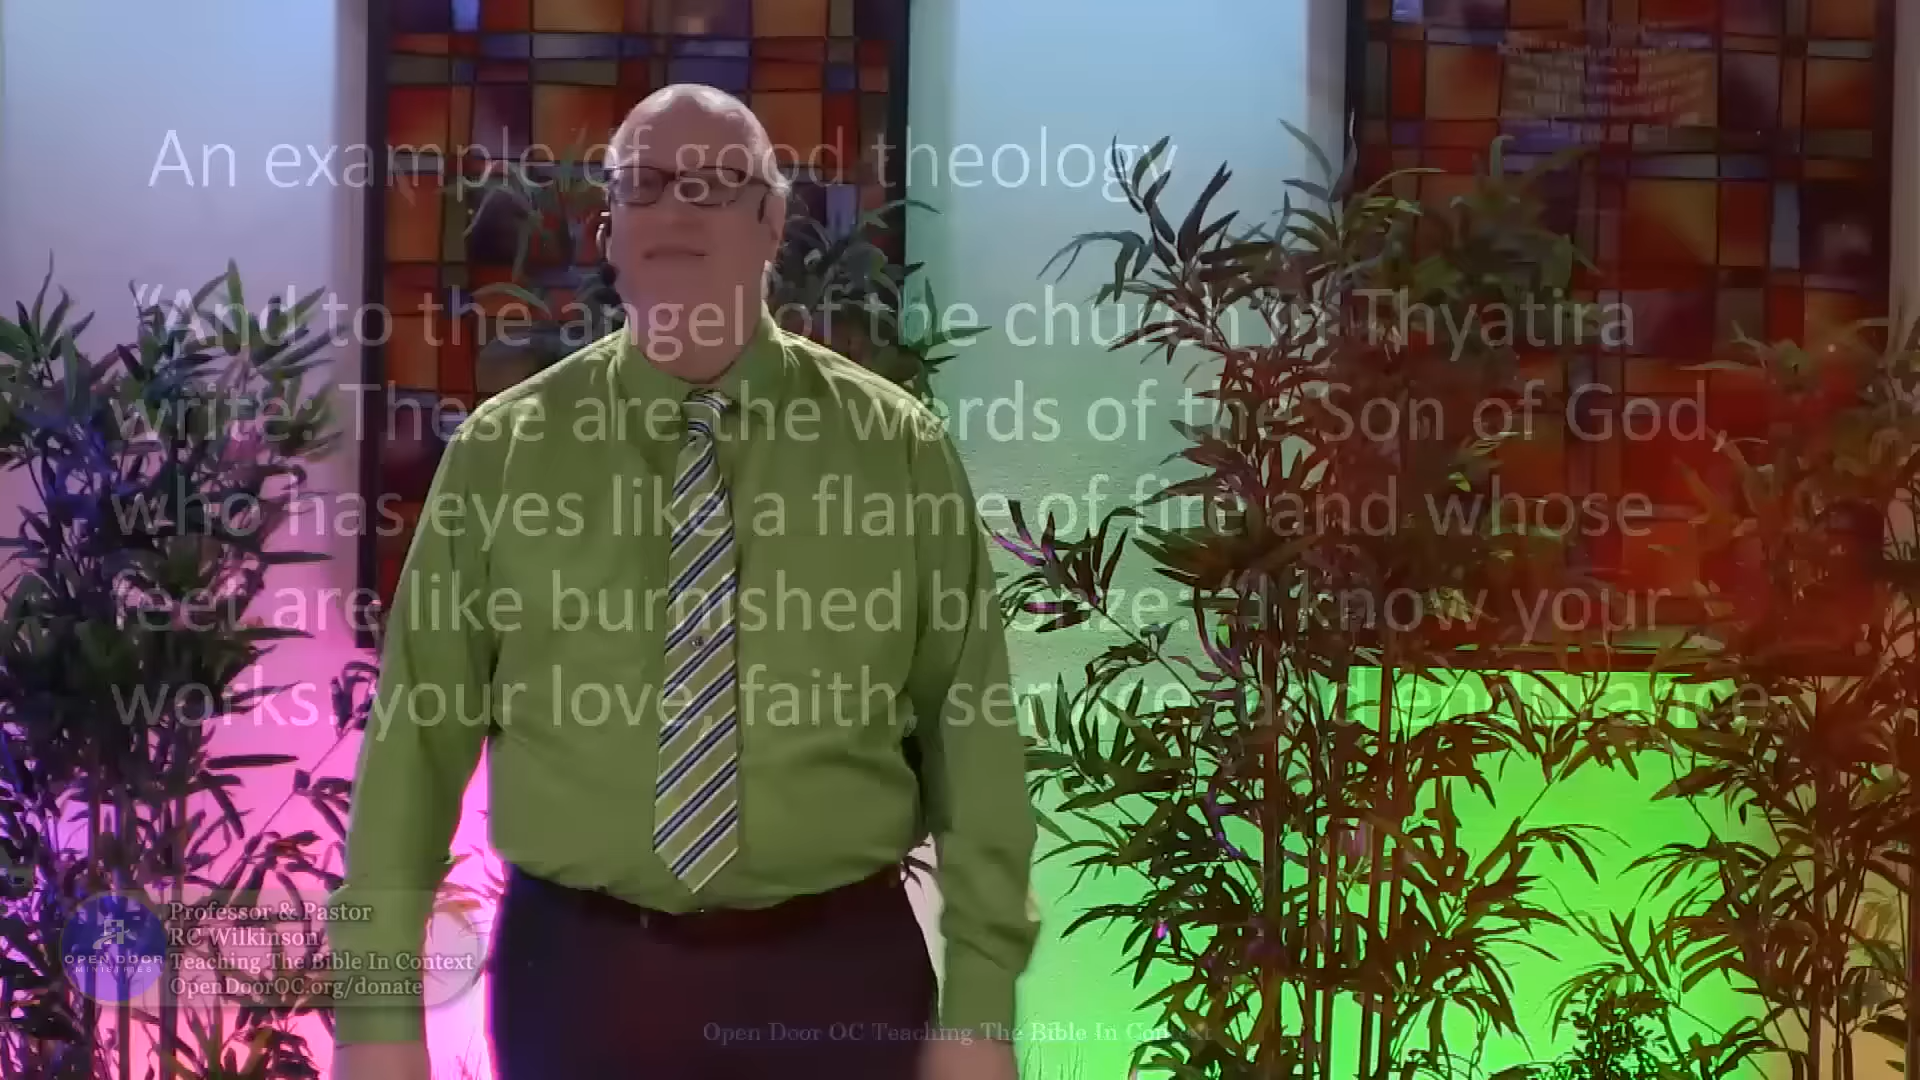 An example of good theology
“And to the angel of the church in Thyatira
write: These are the words of the Son of God,
who has eyes like a flame of fire and whose
feet are like burnished bronze: “I know your
works: your love, faith, service, and endurance.
Professor & Pastor
RC Wilkinson
Teaching The Bible In Context
OpenDoorOC.org/donate
OPEN DOOR
MINISTRIES
Open Door OC Teaching The Bible In Context